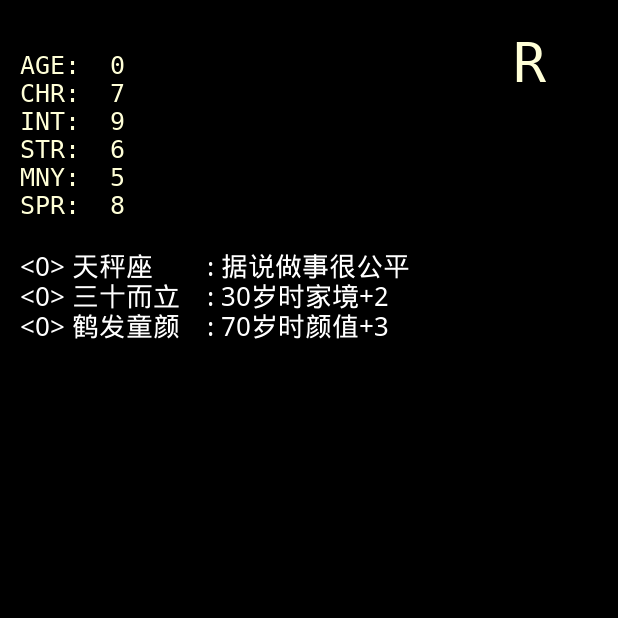 R
AGE: 0
CHR: 7
INT: 9
STR: 6
MNY: 5
SPR: 8
<0> 天秤座 : 据说做事很公平
<0> 三十而立 : 30岁时家境+2
<0> 鹤发童颜 : 70岁时颜值+3